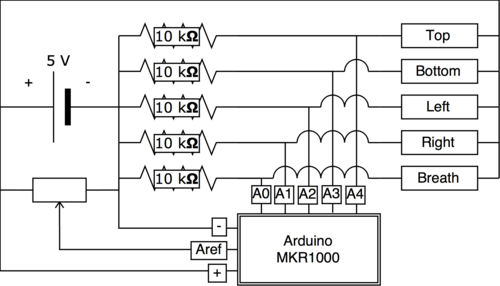 10 kΩ Top
5 V
+ - 10 kΩ Bottom
10 kΩ Left
10 kΩ Right
10 kΩ Breath
A0 A1 A2 A3 A4
-
Aref Arduino
MKR1000
+